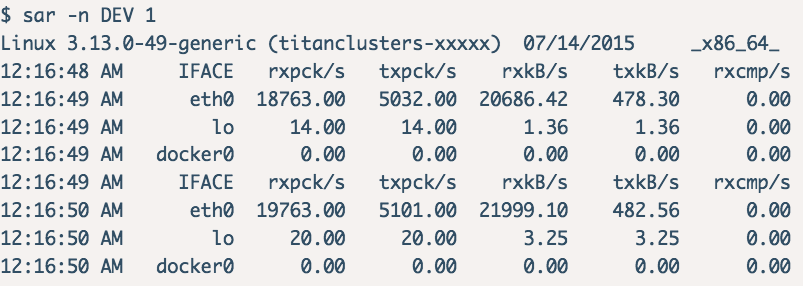 $ sar -n DEV 1
Linux 3.13.0-49-generic (titanclusters-xxxxx)  07/14/2015     _x86_64_
12:16:48 AM     IFACE   rxpck/s   txpck/s    rxkB/s    txkB/s   rxcmp/s
12:16:49 AM      eth0  18763.00   5032.00  20686.42    478.30      0.00
12:16:49 AM        lo     14.00     14.00      1.36      1.36      0.00
12:16:49 AM   docker0      0.00      0.00      0.00      0.00      0.00
12:16:49 AM     IFACE   rxpck/s   txpck/s    rxkB/s    txkB/s   rxcmp/s
12:16:50 AM      eth0  19763.00   5101.00  21999.10    482.56      0.00
12:16:50 AM        lo     20.00     20.00      3.25      3.25      0.00
12:16:50 AM   docker0      0.00      0.00      0.00      0.00      0.00